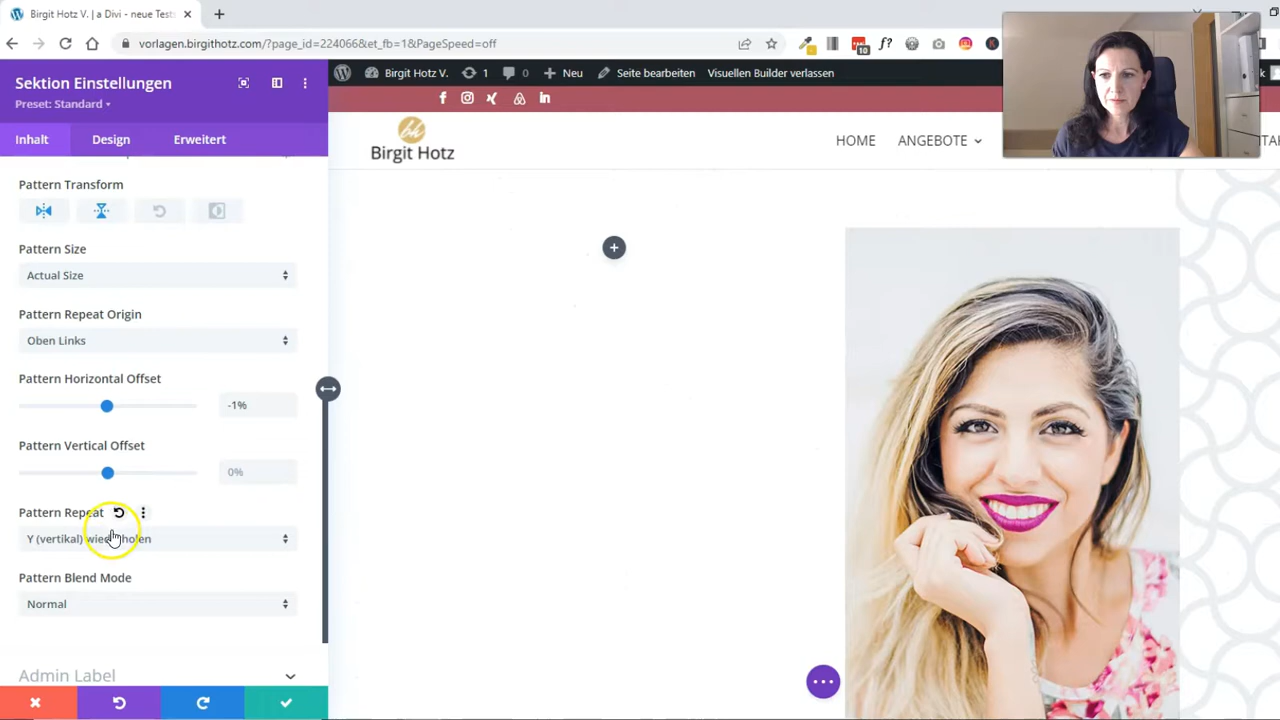 Birgit Hotz V. | a Divi - neue Tests
vorlagen.birgithotz.com/?page_id=224066&et_fb=1&PageSpeed=off
10
f?
Sektion Einstellungen
Preset: Standard
Birgit Hotz V.
1
0
Neu
Seite bearbeiten
Visuellen Builder verlassen
Inhalt
Design
Erweitert
bh
Birgit Hotz
HOME
ANGEBOTE
Pattern Transform
Pattern Size
Actual Size
Pattern Repeat Origin
Oben Links
Pattern Horizontal Offset
-1%
Pattern Vertical Offset
0%
Pattern Repeat
Y (vertikal) wiederholen
Pattern Blend Mode
Normal
Admin Label